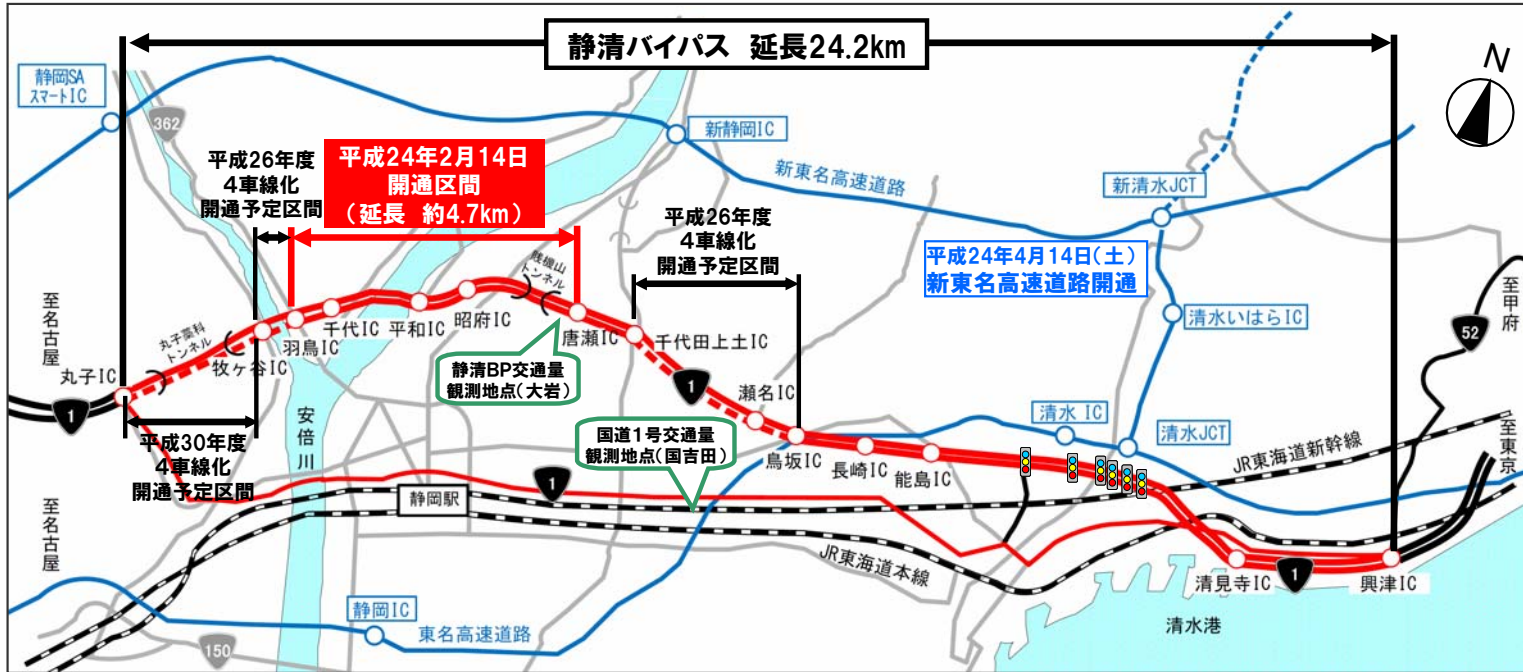 静清バイパス 延長24.2km
N
静岡SA
スマートIC
362
平成26年度
4車線化
開通予定区間
平成24年2月14日
開通区間
(延長 約4.7km)
新静岡IC
新東名高速道路
新清水JCT
平成26年度
4車線化
開通予定区間
平成24年4月14日(土)
新東名高速道路開通
清水いはらIC
至名古屋
至甲府
52
賤機山
トンネル
丸子藁科
トンネル
丸子IC
牧ヶ谷IC
羽鳥IC
千代IC
平和IC
昭府IC
唐瀬IC
千代田上土IC
瀬名IC
鳥坂IC
長崎IC
能島IC
清水 IC
清水JCT
静清BP交通量
観測地点(大岩)
1
1
平成30年度
4車線化
開通予定区間
安倍川
国道1号交通量
観測地点(国吉田)
JR東海道新幹線
至東京
至名古屋
静岡駅
1
JR東海道本線
清見寺IC
1
興津IC
清水港
静岡IC
東名高速道路
150